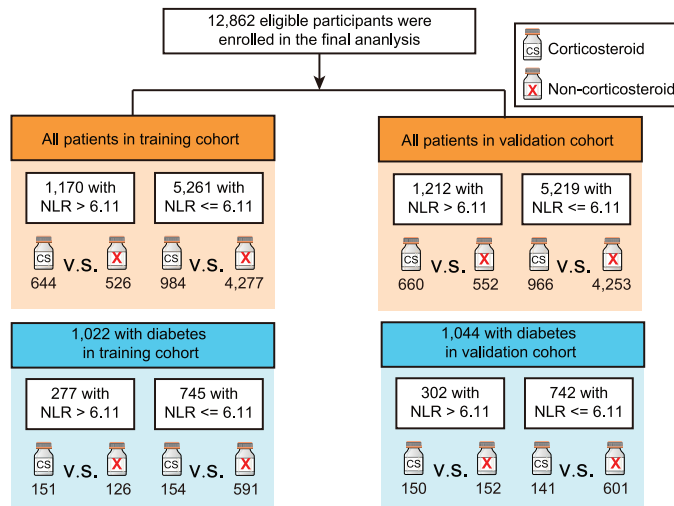 12,862 eligible participants were
enrolled in the final ananlysis
CS Corticosteroid
X Non-corticosteroid
All patients in training cohort
1,170 with
NLR > 6.11
5,261 with
NLR <= 6.11
CS v.s. X
644 526
CS v.s. X
984 4,277
All patients in validation cohort
1,212 with
NLR > 6.11
5,219 with
NLR <= 6.11
CS v.s. X
660 552
CS v.s. X
966 4,253
1,022 with diabetes
in training cohort
277 with
NLR > 6.11
745 with
NLR <= 6.11
CS v.s. X
151 126
CS v.s. X
154 591
1,044 with diabetes
in validation cohort
302 with
NLR > 6.11
742 with
NLR <= 6.11
CS v.s. X
150 152
CS v.s. X
141 601